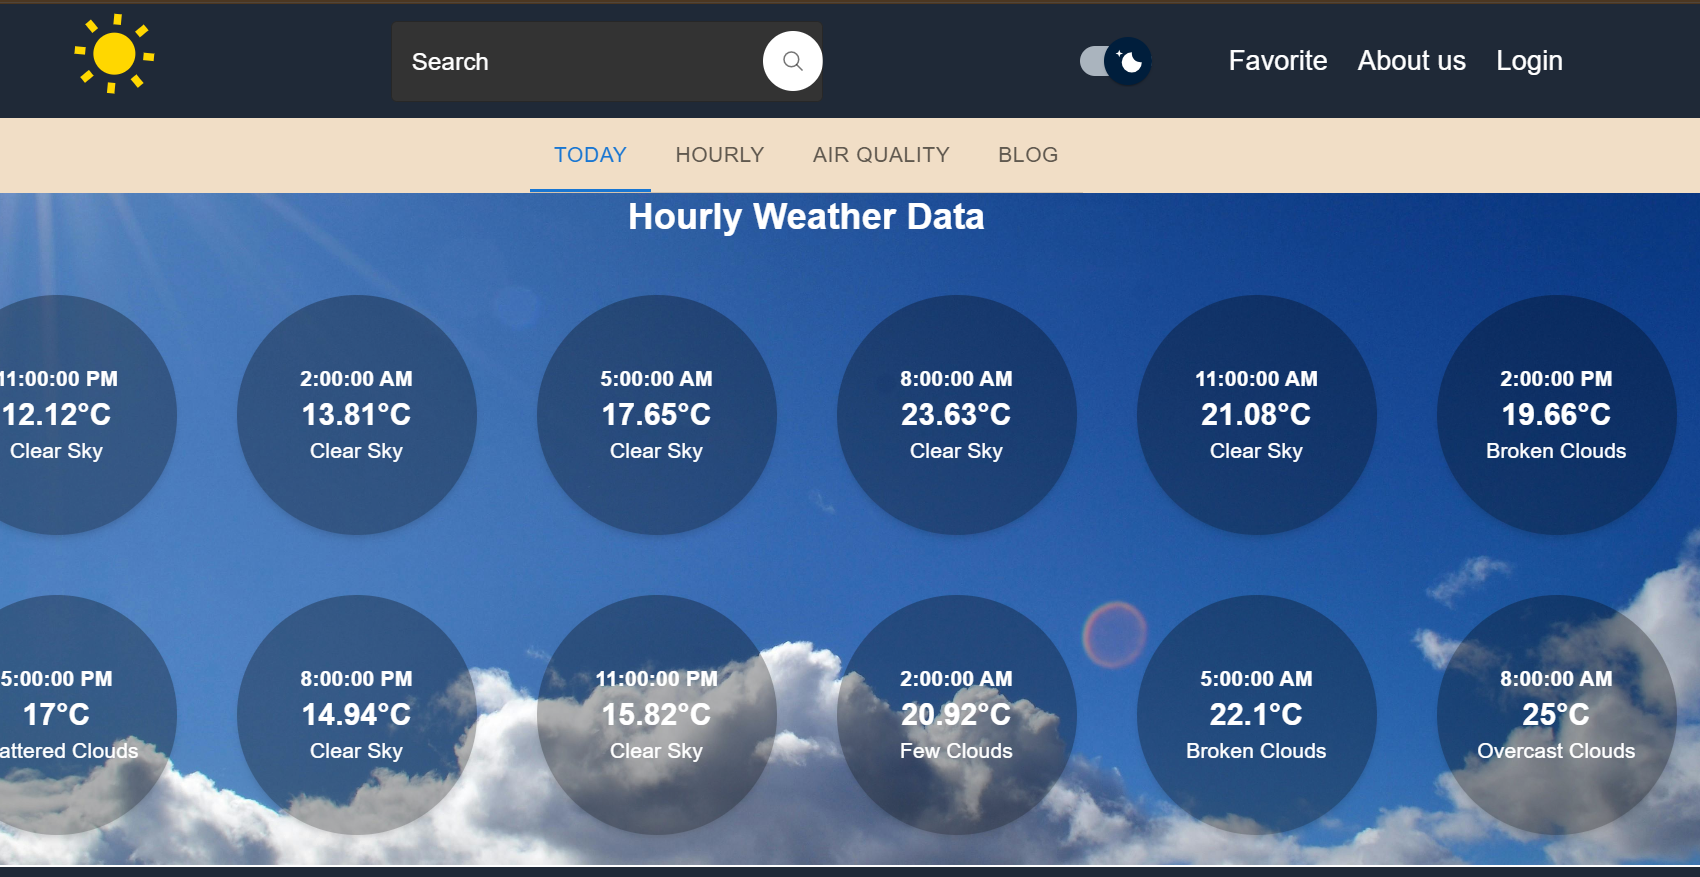 Search
Favorite About us Login
TODAY HOURLY AIR QUALITY BLOG
Hourly Weather Data
11:00:00 PM 2:00:00 AM 5:00:00 AM 8:00:00 AM 11:00:00 AM 2:00:00 PM
12.12°C 13.81°C 17.65°C 23.63°C 21.08°C 19.66°C
Clear Sky Clear Sky Clear Sky Clear Sky Clear Sky Broken Clouds
5:00:00 PM 8:00:00 PM 11:00:00 PM 2:00:00 AM 5:00:00 AM 8:00:00 AM
17°C 14.94°C 15.82°C 20.92°C 22.1°C 25°C
attered Clouds Clear Sky Clear Sky Few Clouds Broken Clouds Overcast Clouds